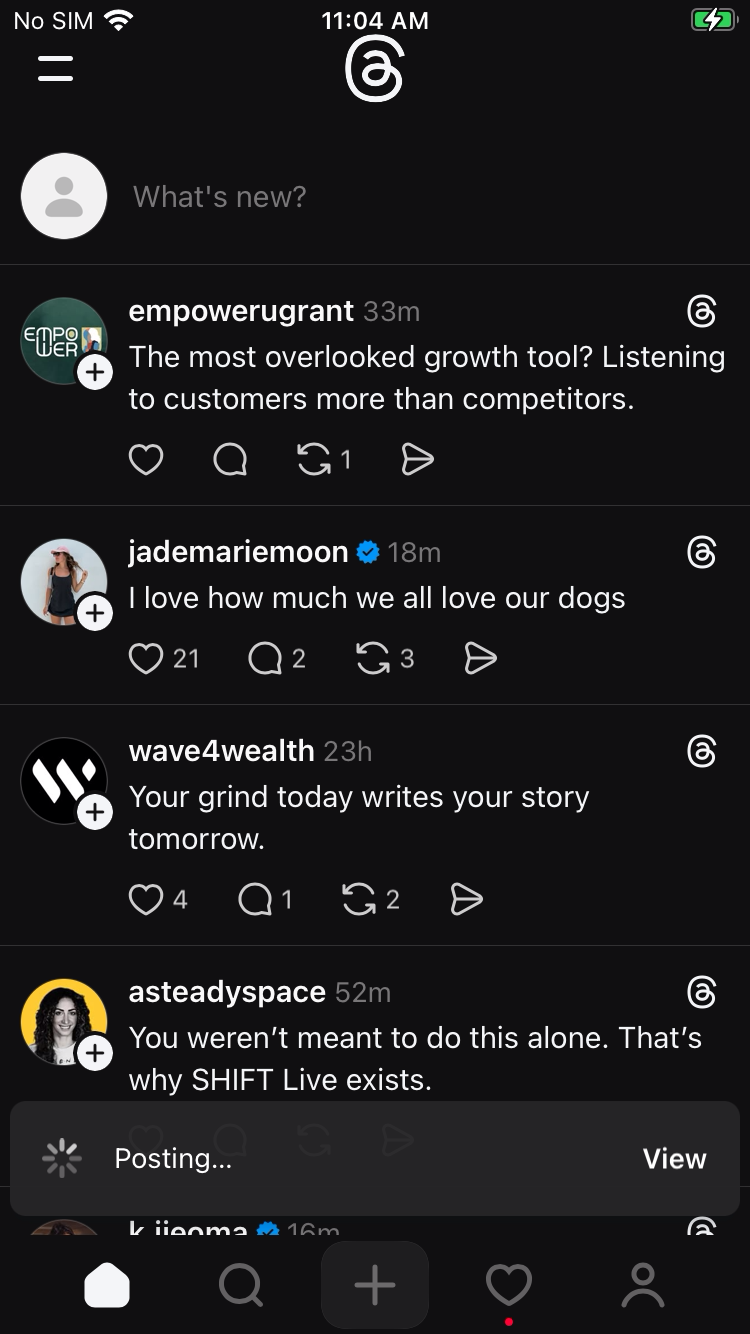 No SIM 11:04 AM
What's new?
empowerugrant 33m
EMPO
WER
The most overlooked growth tool? Listening
to customers more than competitors.
1
jademariemoon 18m
I love how much we all love our dogs
21 2 3
wave4wealth 23h
Your grind today writes your story
tomorrow.
4 1 2
asteadyspace 52m
You weren’t meant to do this alone. That’s
why SHIFT Live exists.
Posting... View
k.ijeoma 16m